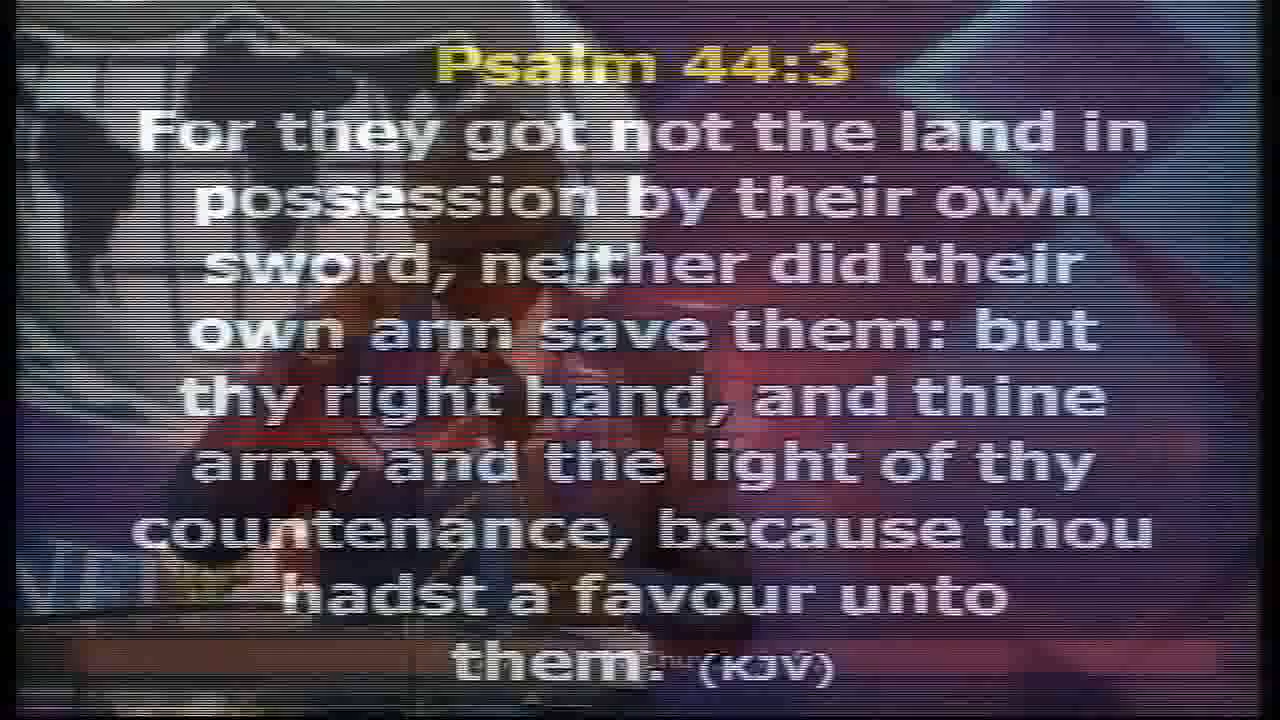 Psalm 44:3
For they got not the land in
possession by their own
sword, neither did their
own arm save them: but
thy right hand, and thine
arm, and the light of thy
countenance, because thou
hadst a favour unto
them. (KJV)